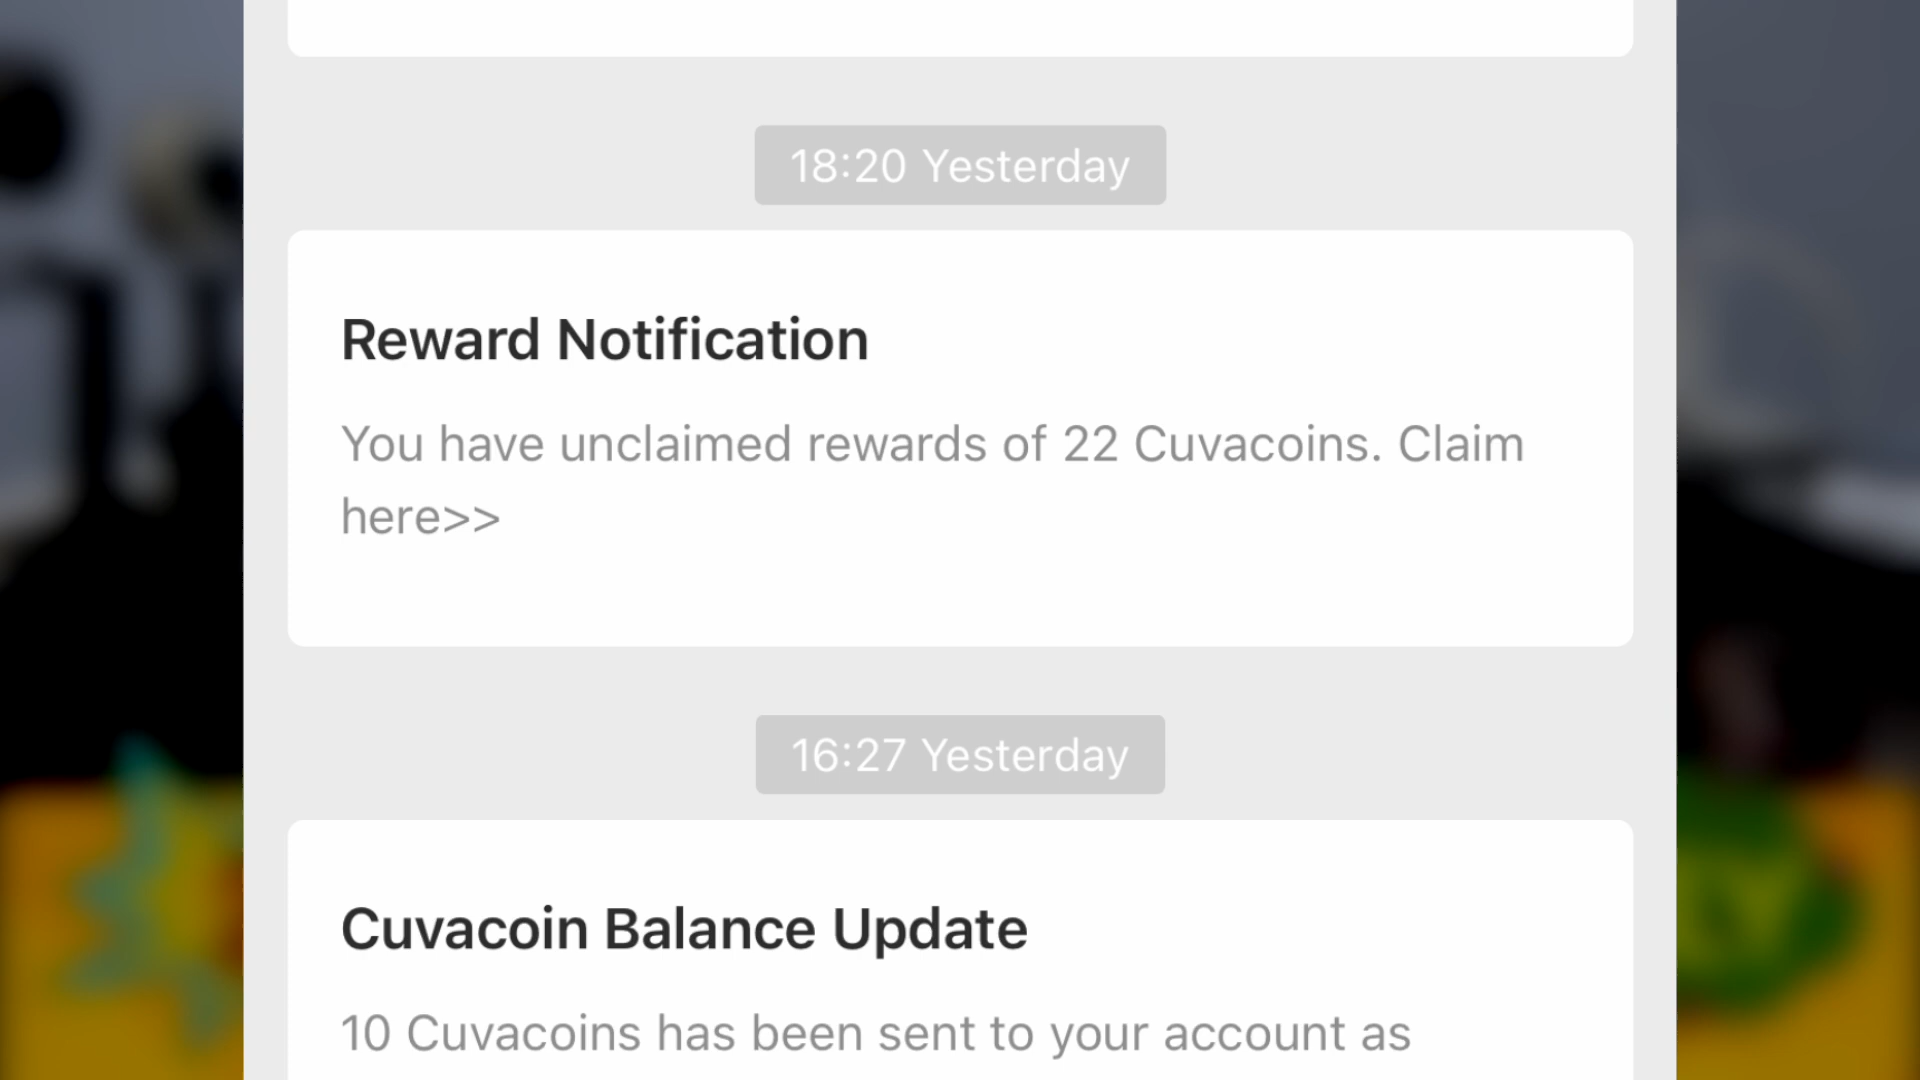 18:20 Yesterday
Reward Notification
You have unclaimed rewards of 22 Cuvacoins. Claim
here>>
16:27 Yesterday
Cuvacoin Balance Update
10 Cuvacoins has been sent to your account as